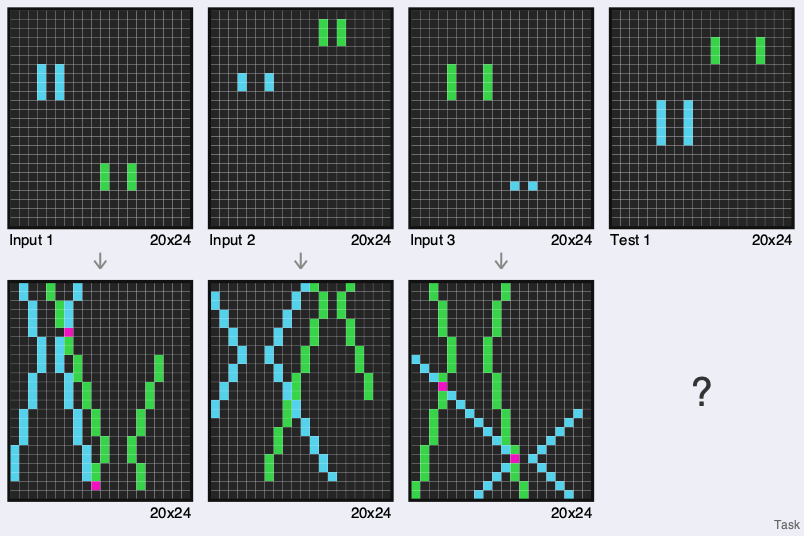 Input 1 20x24
Input 2 20x24
Input 3 20x24
Test 1 20x24
?
20x24
20x24
20x24
Task